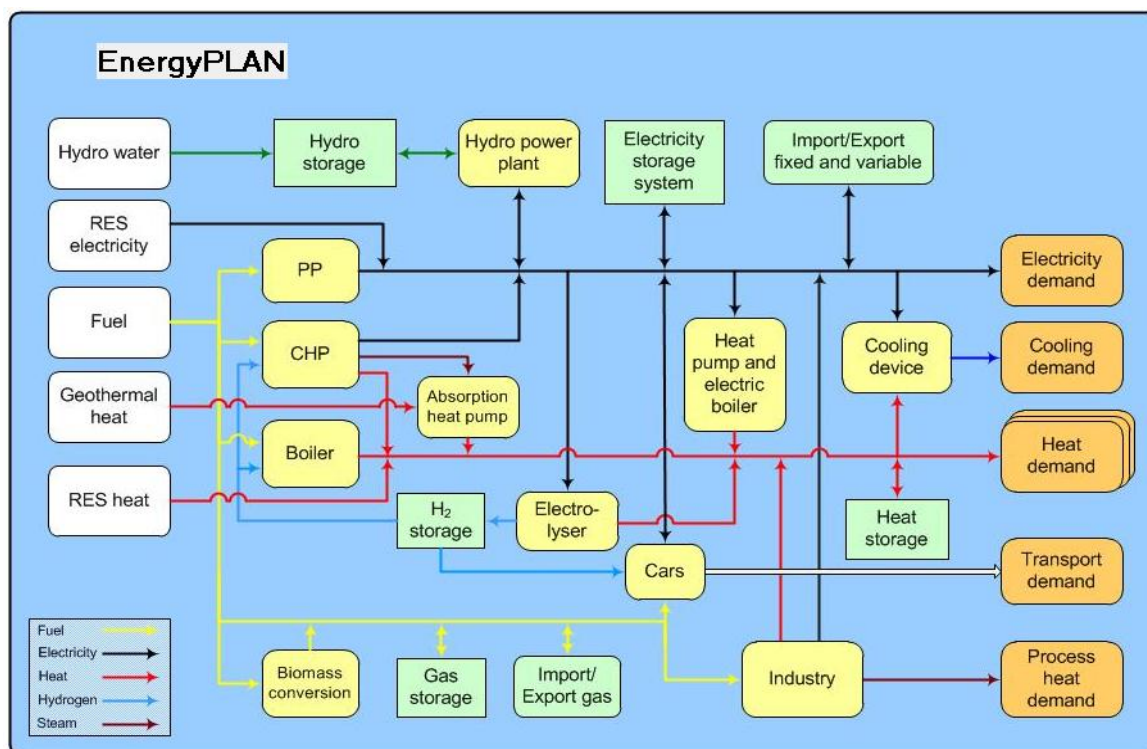 EnergyPLAN
Hydro water
Hydro
storage
Hydro power
plant
Electricity
storage
system
Import/Export
fixed and variable
RES
electricity
PP
Electricity
demand
Fuel
CHP
Heat
pump and
electric
boiler
Cooling
device
Cooling
demand
Geothermal
heat
Absorption
heat pump
Boiler
Heat
demand
RES heat
H2
storage
Electro-
lyser
Heat
storage
Cars
Transport
demand
Fuel
Electricity
Heat
Hydrogen
Steam
Biomass
conversion
Gas
storage
Import/
Export gas
Industry
Process
heat
demand